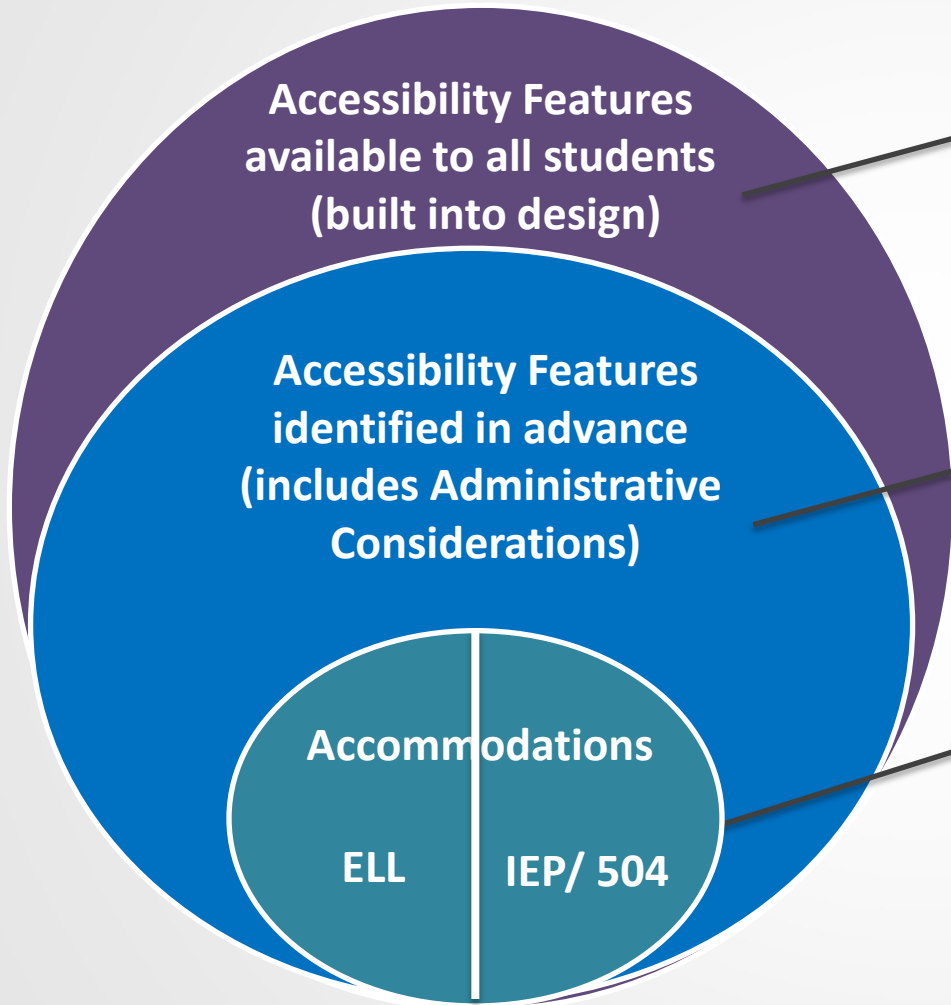 Accessibility Features
available to all students
(built into design)
Accessibility Features
identified in advance
(includes Administrative
Considerations)
Accommodations
ELL
IEP/ 504